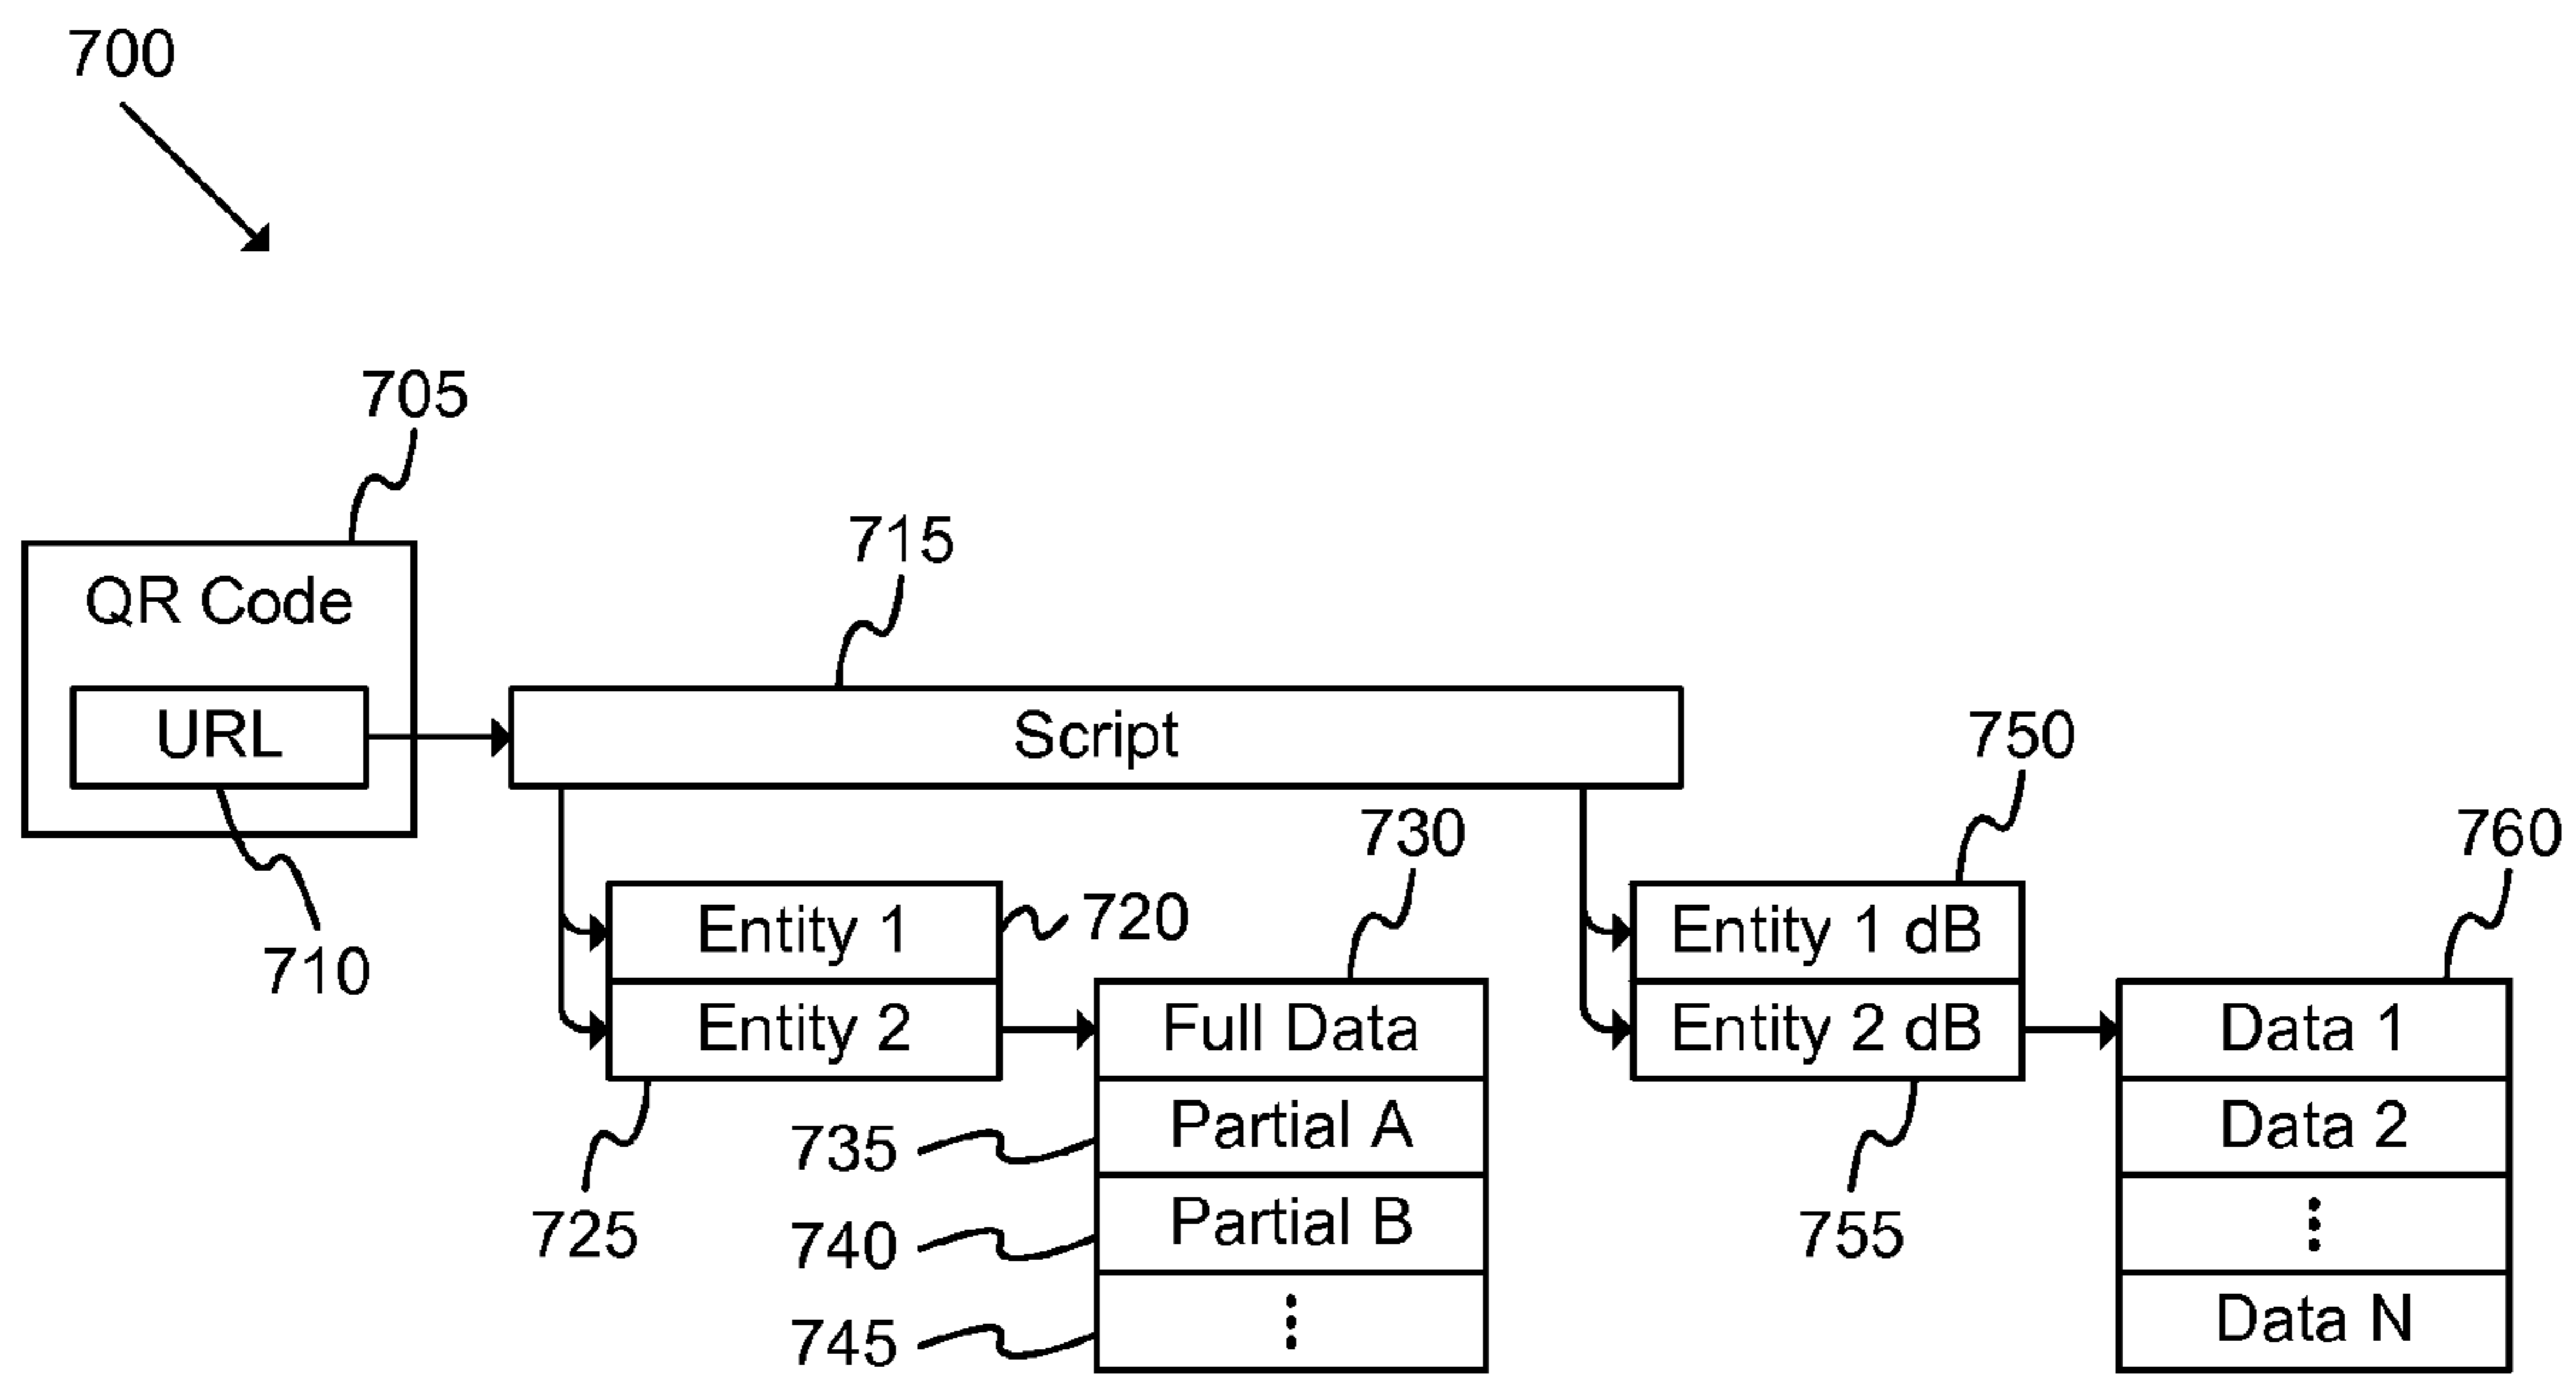 700
705
QR Code
715
URL
Script
750
710
730
760
Entity 1
720
Entity 1 dB
Entity 2
Full Data
Entity 2 dB
Data 1
735
Partial A
Data 2
725
740
Partial B
755
⋮
745
⋮
Data N